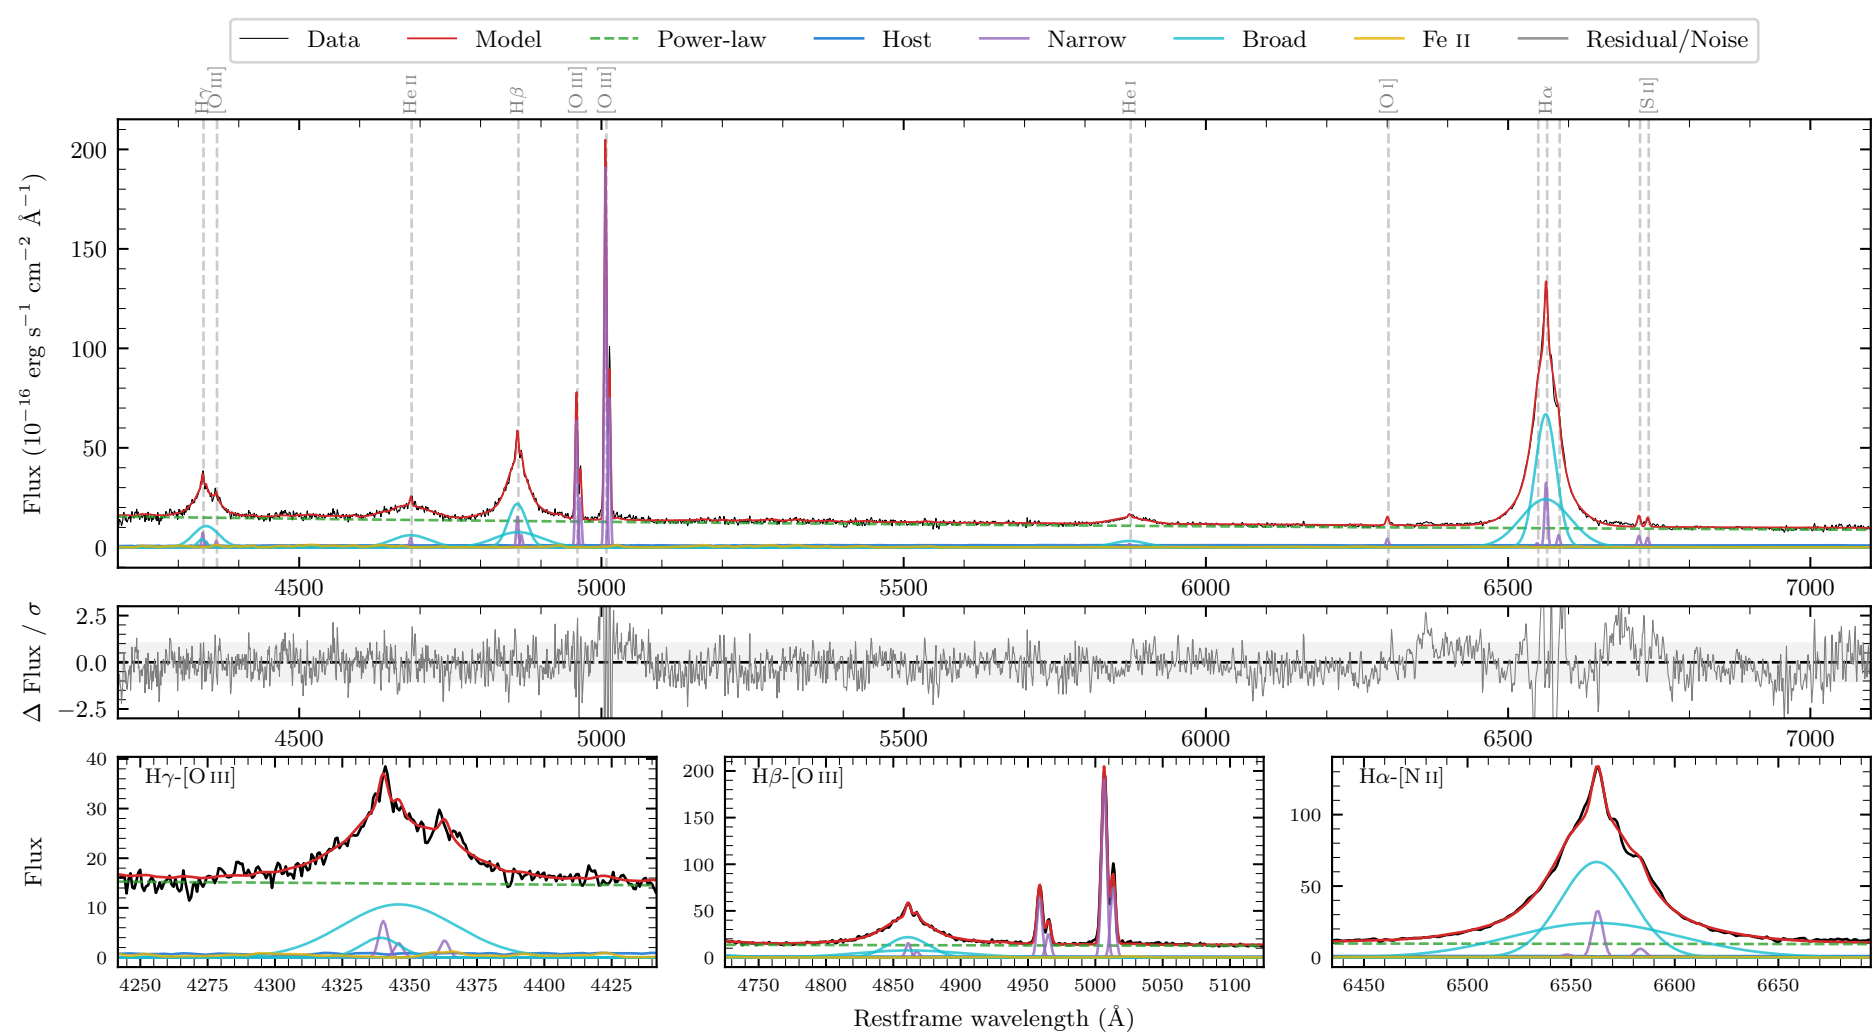 Data Model Power-law Host Narrow Broad Fe II Residual/Noise
Hγ [O III] He II Hβ [O III] [O III] He I [O I] Hα [S II]
Flux (10−16 erg s−1 cm−2 Å−1)
200
150
100
50
0
4500 5000 5500 6000 6500 7000
Δ Flux / σ
2.5
0.0
−2.5
4500 5000 5500 6000 6500 7000
Flux
Hγ-[O III]
40
30
20
10
0
4250 4275 4300 4325 4350 4375 4400 4425
Hβ-[O III]
200
150
100
50
0
4750 4800 4850 4900 4950 5000 5050 5100
Hα-[N II]
100
50
0
6450 6500 6550 6600 6650
Restframe wavelength (Å)